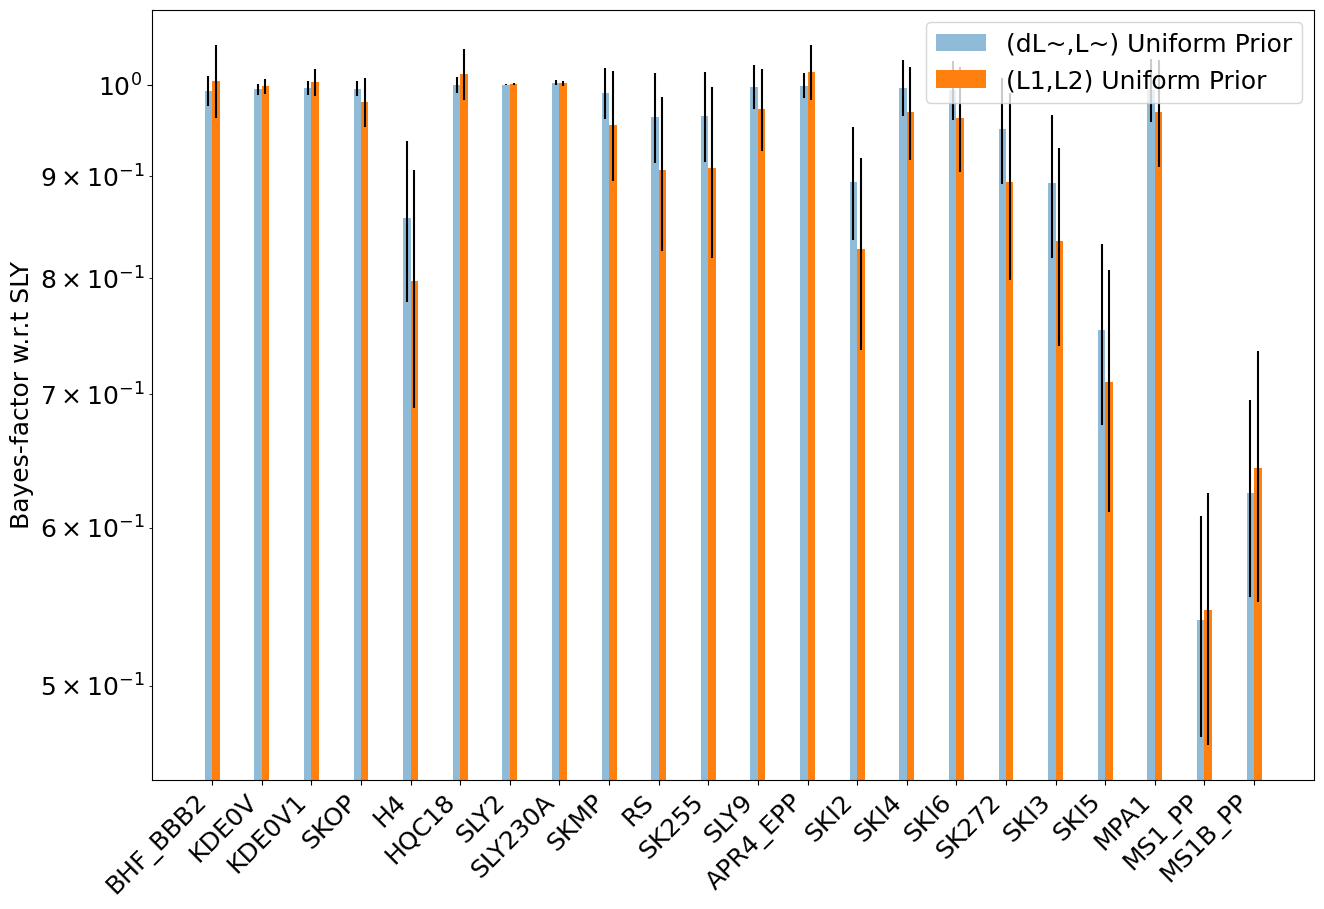 (dL~,L~) Uniform Prior
(L1,L2) Uniform Prior
Bayes-factor w.r.t SLY
10⁰
9 × 10⁻¹
8 × 10⁻¹
7 × 10⁻¹
6 × 10⁻¹
5 × 10⁻¹
BHF_BBB2
KDE0V
KDE0V1
SKOP
H4
HQC18
SLY2
SLY230A
SKMP
RS
SK255
SLY9
APR4_EPP
SKI2
SKI4
SKI6
SK272
SKI3
SKI5
MPA1
MS1_PP
MS1B_PP